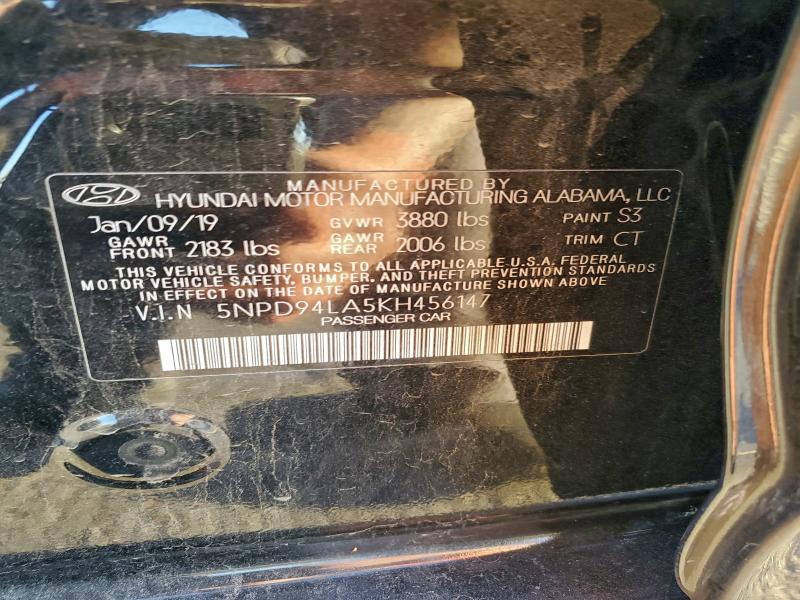 MANUFACTURED BY
HYUNDAI MOTOR MANUFACTURING ALABAMA, LLC
Jan/09/19 GVWR 3880 lbs PAINT S3
GAWR FRONT 2183 lbs GAWR REAR 2006 lbs TRIM CT
THIS VEHICLE CONFORMS TO ALL APPLICABLE U.S.A. FEDERAL
MOTOR VEHICLE SAFETY, BUMPER, AND THEFT PREVENTION STANDARDS
IN EFFECT ON THE DATE OF MANUFACTURE SHOWN ABOVE
V.I.N 5NPD94LA5KH456147
PASSENGER CAR